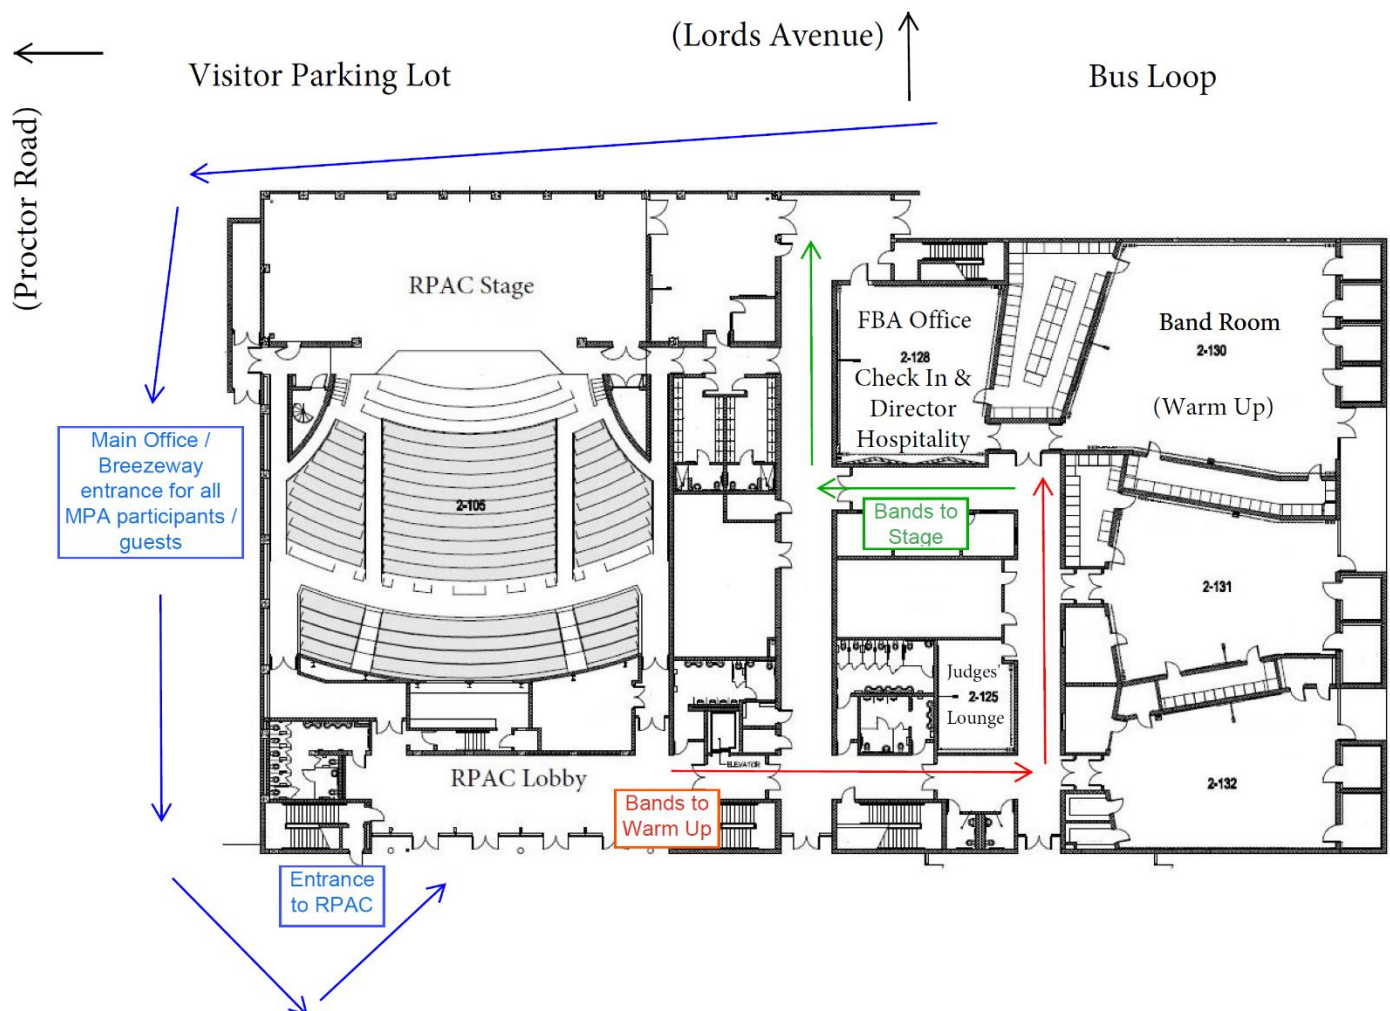 (Lords Avenue)
Visitor Parking Lot
Bus Loop
(Proctor Road)
RPAC Stage
FBA Office
2-128
Check In &
Director
Hospitality
Band Room
2-130
(Warm Up)
Main Office /
Breezeway
entrance for all
MPA participants /
guests
2-105
Bands to
Stage
2-131
Judges'
2-125
Lounge
RPAC Lobby
ELEVATOR
2-132
Bands to
Warm Up
Entrance
to RPAC